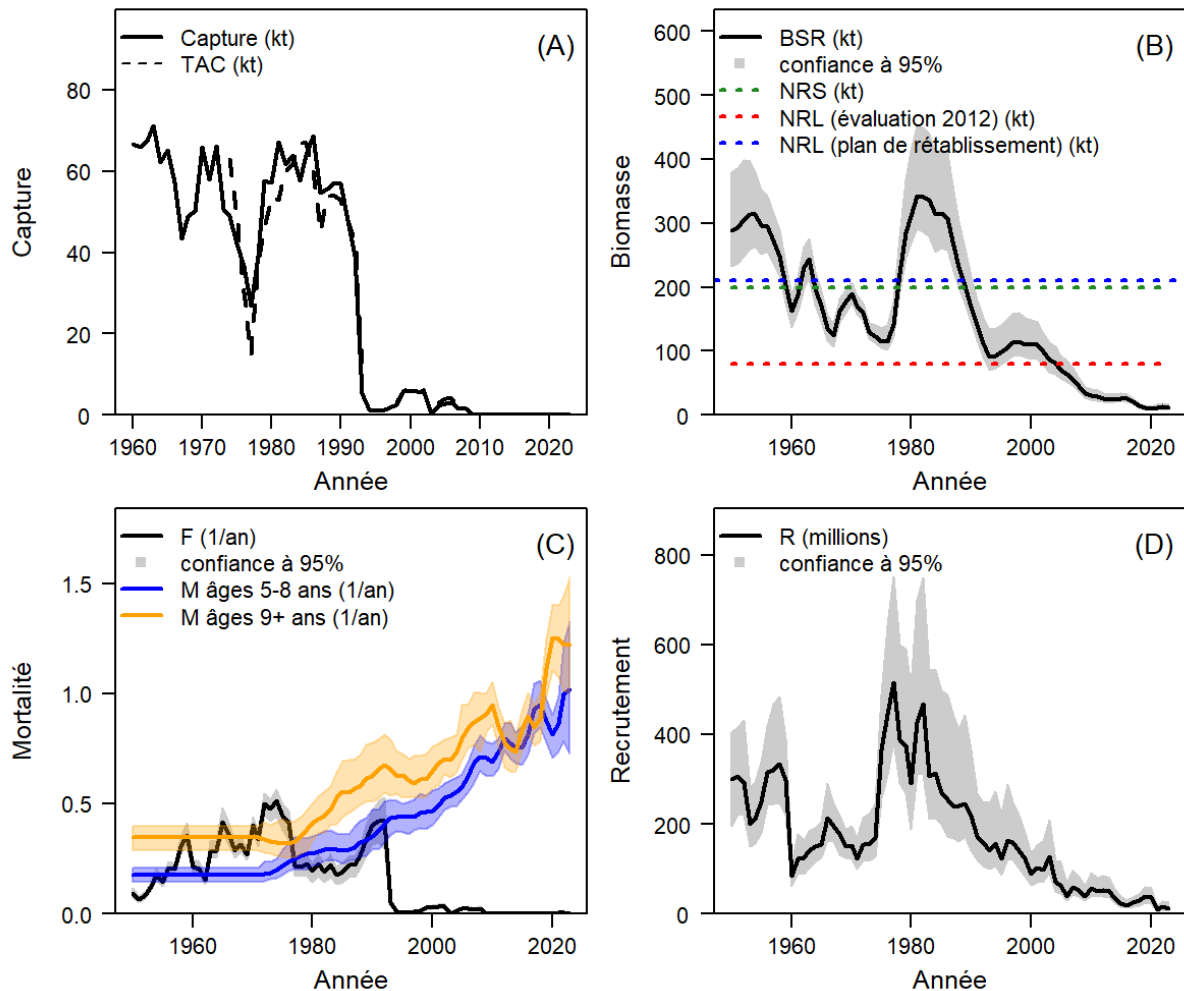 Capture (kt)
TAC (kt)
(A)
Capture
80
60
40
20
0
1960 1970 1980 1990 2000 2010 2020
Année
BSR (kt)
confiance à 95%
NRS (kt)
NRL (évaluation 2012) (kt)
NRL (plan de rétablissement) (kt)
(B)
Biomasse
600
500
400
300
200
100
0
1960 1980 2000 2020
Année
F (1/an)
confiance à 95%
M âges 5-8 ans (1/an)
M âges 9+ ans (1/an)
(C)
Mortalité
1.5
1.0
0.5
0.0
1960 1980 2000 2020
Année
R (millions)
confiance à 95%
(D)
Recrutement
800
600
400
200
0
1960 1980 2000 2020
Année